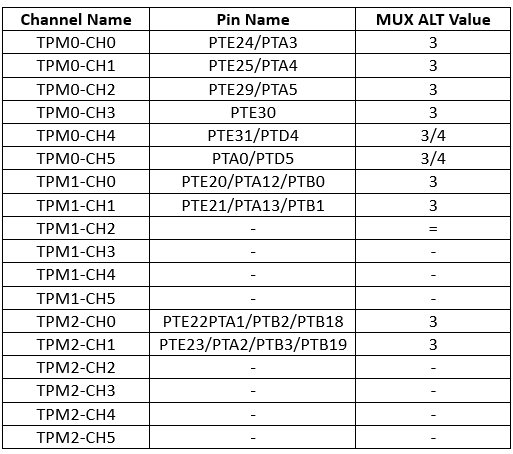 Channel Name Pin Name MUX ALT Value
TPM0-CH0 PTE24/PTA3 3
TPM0-CH1 PTE25/PTA4 3
TPM0-CH2 PTE29/PTA5 3
TPM0-CH3 PTE30 3
TPM0-CH4 PTE31/PTD4 3/4
TPM0-CH5 PTA0/PTD5 3/4
TPM1-CH0 PTE20/PTA12/PTB0 3
TPM1-CH1 PTE21/PTA13/PTB1 3
TPM1-CH2 - =
TPM1-CH3 - -
TPM1-CH4 - -
TPM1-CH5 - -
TPM2-CH0 PTE22PTA1/PTB2/PTB18 3
TPM2-CH1 PTE23/PTA2/PTB3/PTB19 3
TPM2-CH2 - -
TPM2-CH3 - -
TPM2-CH4 - -
TPM2-CH5 - -